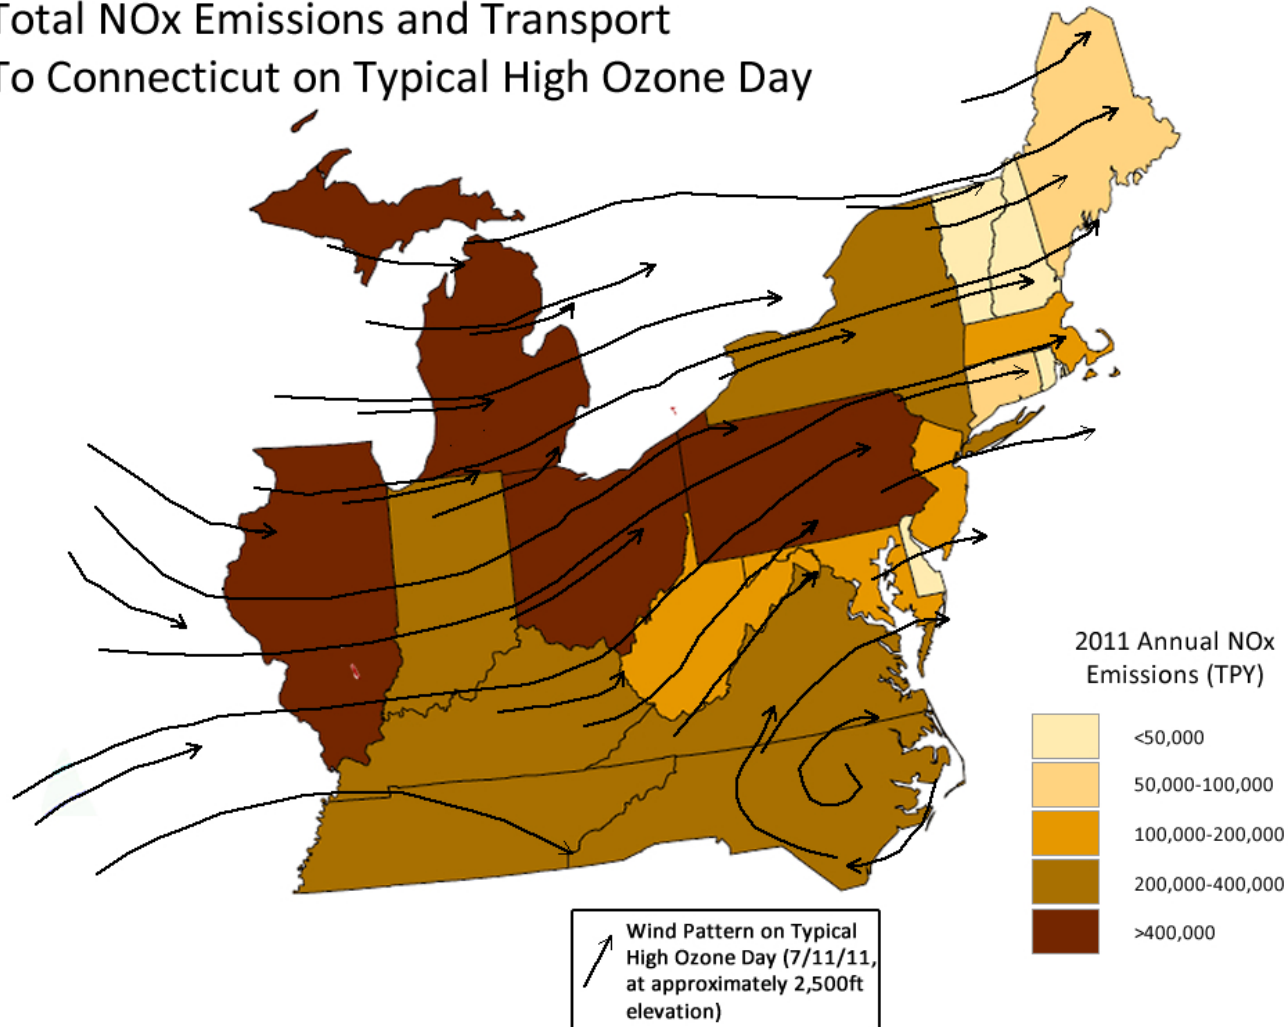 Total NOx Emissions and Transport
To Connecticut on Typical High Ozone Day
2011 Annual NOx
Emissions (TPY)
<50,000
50,000-100,000
100,000-200,000
200,000-400,000
>400,000
Wind Pattern on Typical
High Ozone Day (7/11/11,
at approximately 2,500ft
elevation)